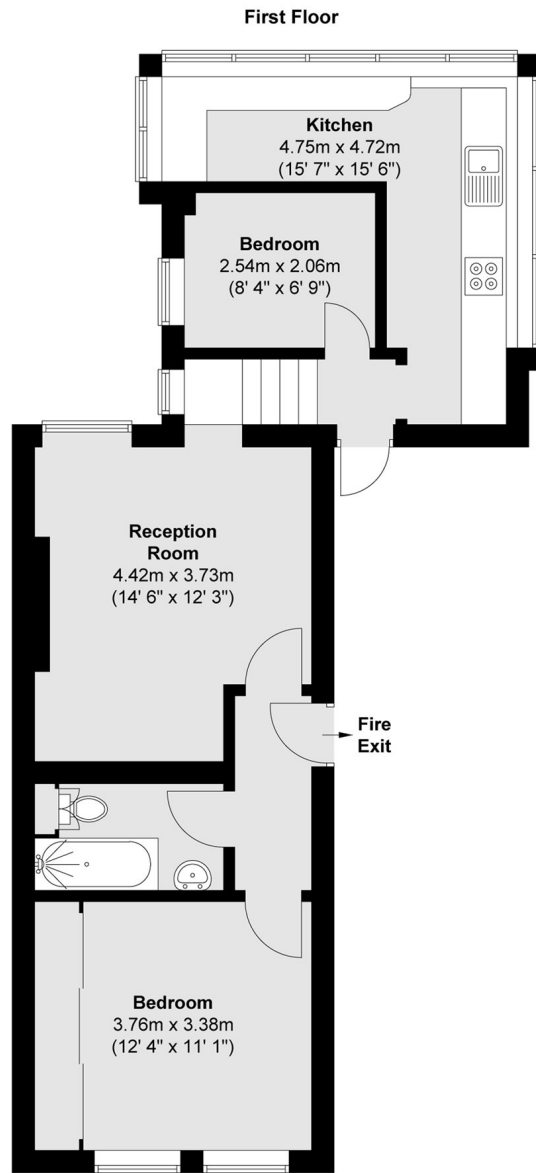 First Floor
Kitchen
4.75m x 4.72m
(15' 7" x 15' 6")
Bedroom
2.54m x 2.06m
(8' 4" x 6' 9")
Reception
Room
4.42m x 3.73m
(14' 6" x 12' 3")
Fire
Exit
Bedroom
3.76m x 3.38m
(12' 4" x 11' 1")